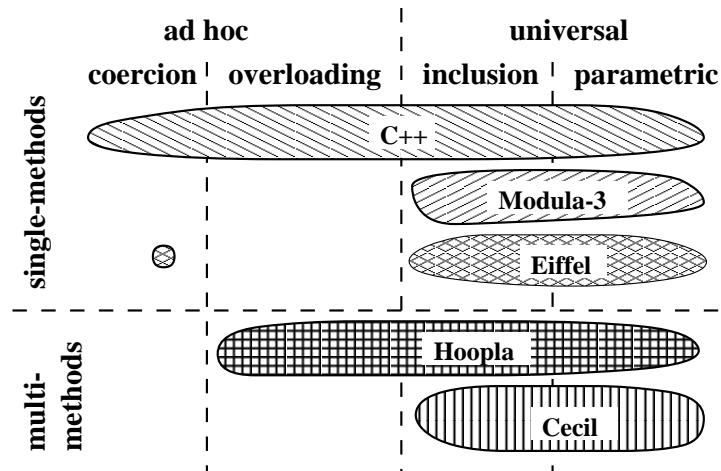 ad hoc universal
coercion overloading inclusion parametric
single-methods
C++
Modula-3
Eiffel
multi-
methods
Hoopla
Cecil